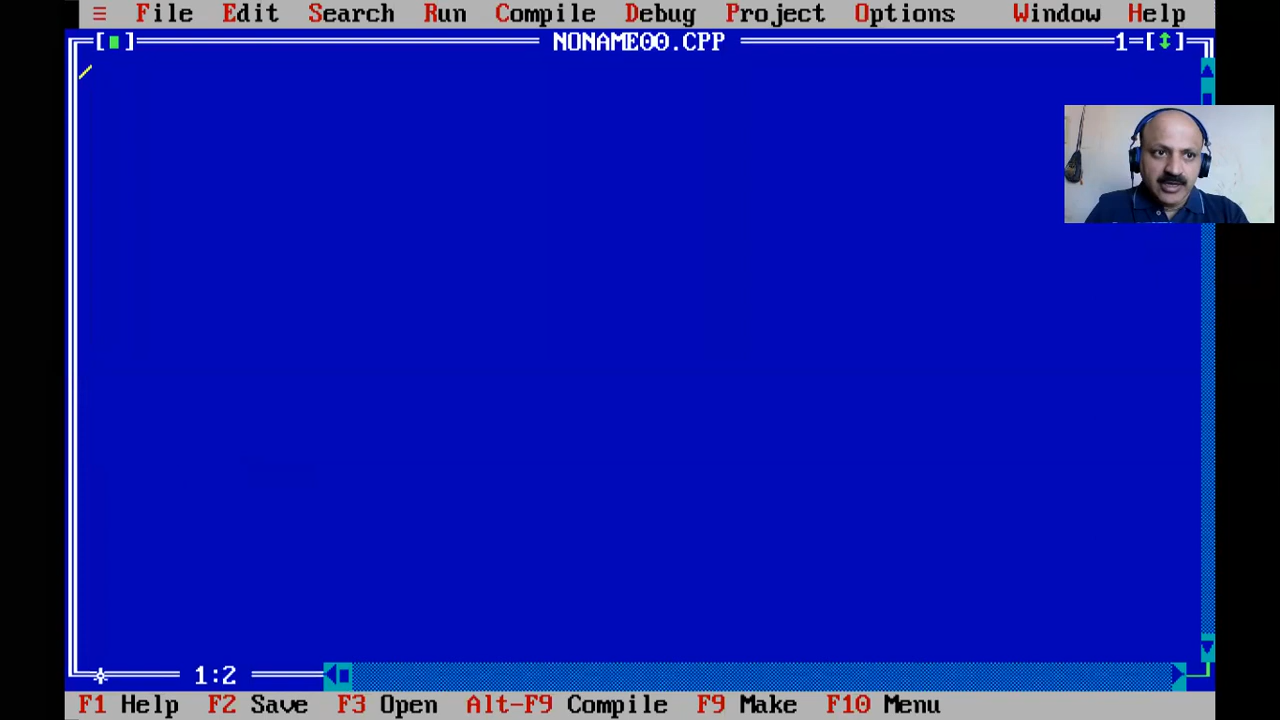 ≡ File Edit Search Run Compile Debug Project Options Window Help
[■] NONAME00.CPP 1=[↕]
/
* 1:2
F1 Help F2 Save F3 Open Alt-F9 Compile F9 Make F10 Menu